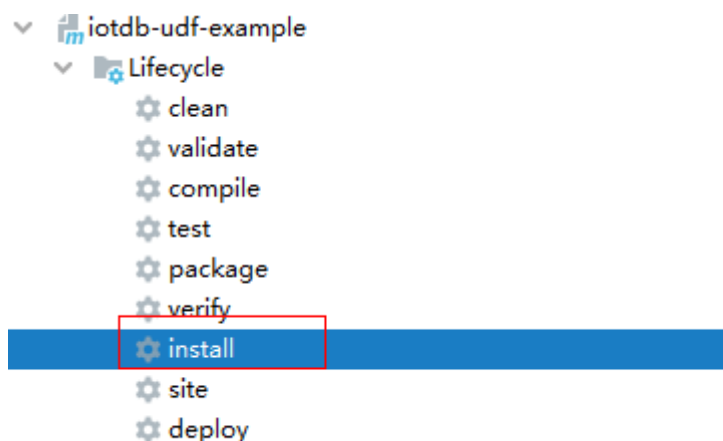 iotdb-udf-example
Lifecycle
clean
validate
compile
test
package
verify
install
site
deploy